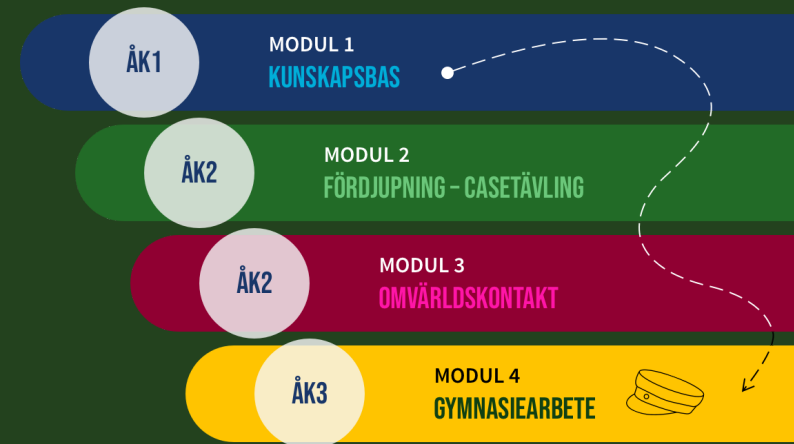 ÅK1
MODUL 1
KUNSKAPSBAS
ÅK2
MODUL 2
FÖRDJUPNING – CASETÄVLING
ÅK2
MODUL 3
OMVÄRLDSKONTAKT
ÅK3
MODUL 4
GYMNASIEARBETE